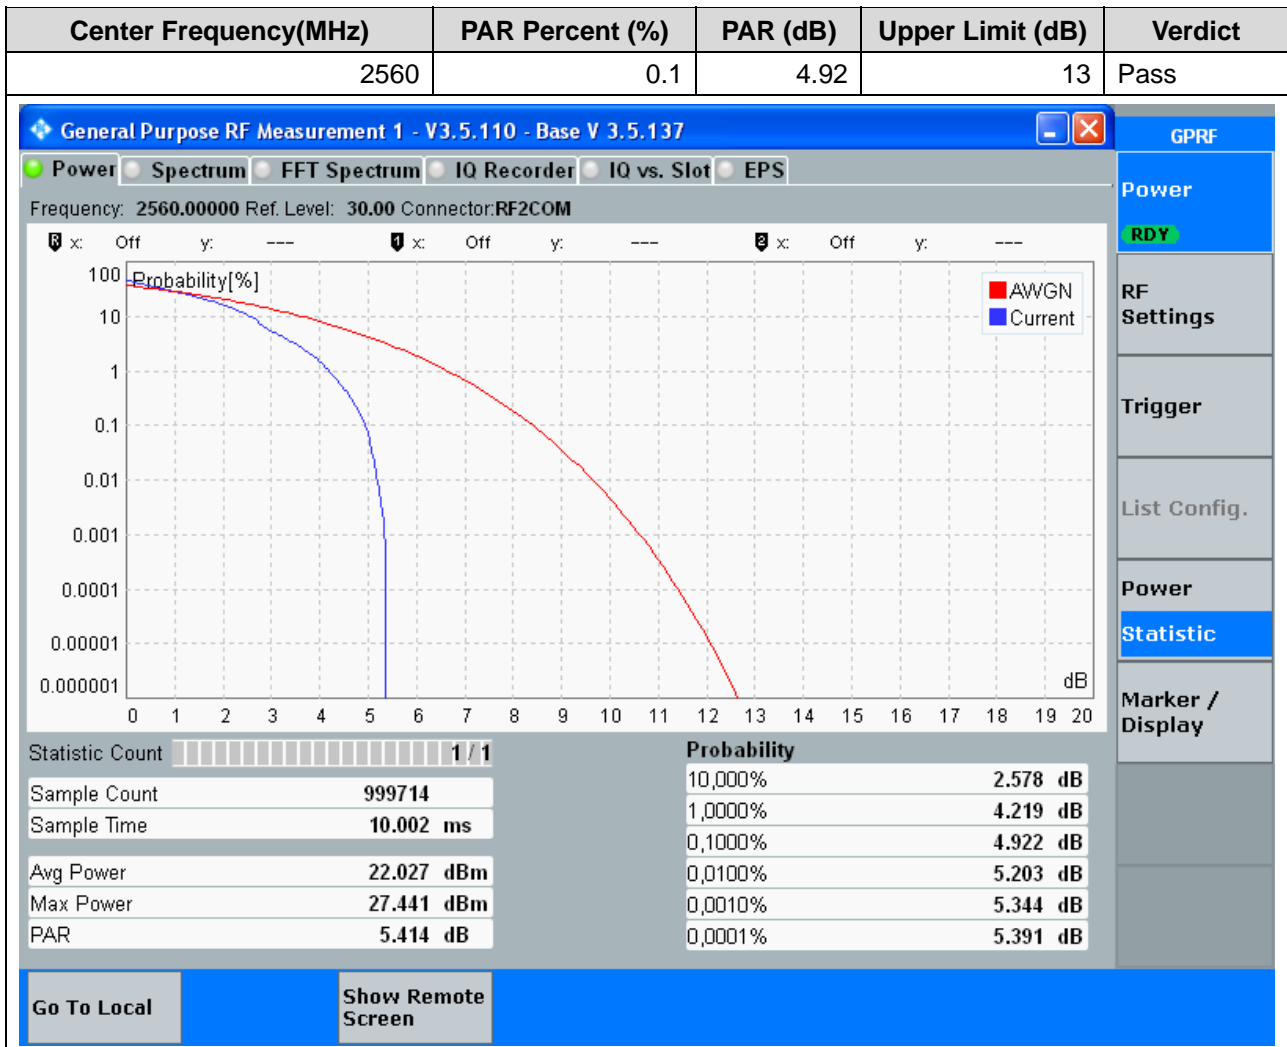 Center Frequency(MHz) PAR Percent (%) PAR (dB) Upper Limit (dB) Verdict
2560 0.1 4.92 13 Pass
General Purpose RF Measurement 1 - V3.5.110 - Base V 3.5.137
GPRF
Power Spectrum FFT Spectrum IQ Recorder IQ vs. Slot EPS
Frequency: 2560.00000 Ref. Level: 30.00 Connector:RF2COM
R x: Off y: --- 1 x: Off y: --- 2 x: Off y: ---
Probability[%]
AWGN
Current
100
10
1
0.1
0.01
0.001
0.0001
0.00001
0.000001
dB
0 1 2 3 4 5 6 7 8 9 10 11 12 13 14 15 16 17 18 19 20
Statistic Count 1 / 1
Sample Count 999714
Sample Time 10.002 ms
Avg Power 22.027 dBm
Max Power 27.441 dBm
PAR 5.414 dB
Probability
10,000% 2.578 dB
1,0000% 4.219 dB
0,1000% 4.922 dB
0,0100% 5.203 dB
0,0010% 5.344 dB
0,0001% 5.391 dB
Power
RDY
RF
Settings
Trigger
List Config.
Power
Statistic
Marker /
Display
Go To Local
Show Remote
Screen